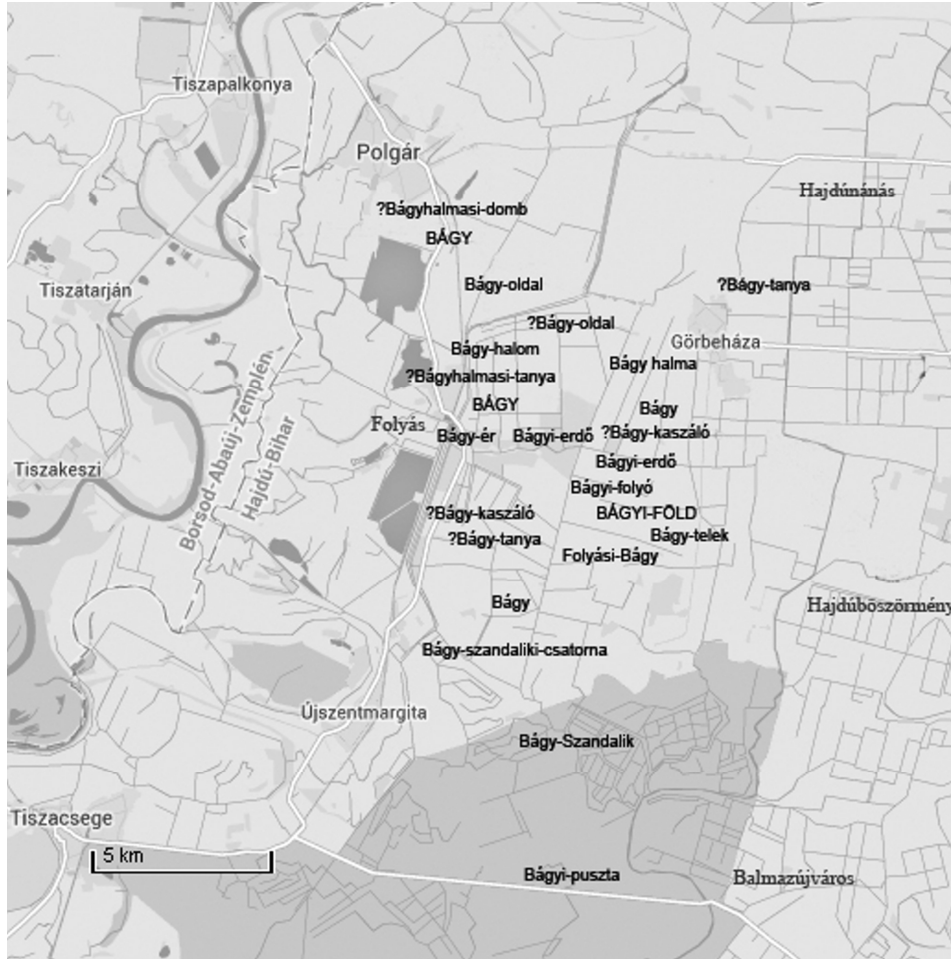 Tiszapalkonya
Polgár
Hajdúnánás
?Bágyhalmasi-domb
BÁGY
Bágy-oldal
?Bágy-tanya
Tiszatarján
?Bágy-oldal
Görbeháza
Bágy-halom
Bágy halma
?Bágyhalmasi-tanya
BÁGY
Bágy
Folyás
Bágy-ér
Bágyi-erdő
?Bágy-kaszáló
Borsod-Abaúj-Zemplén
Hajdú-Bihar
Tiszakeszi
Bágyi-erdő
Bágyi-folyó
?Bágy-kaszáló
BÁGYI-FÖLD
?Bágy-tanya
Bágy-telek
Folyási-Bágy
Bágy
Hajdúböszörmény
Bágy-szandaliki-csatorna
Újszentmargita
Bágy-Szandalik
Tiszacsege
5 km
Bágyi-puszta
Balmazújváros